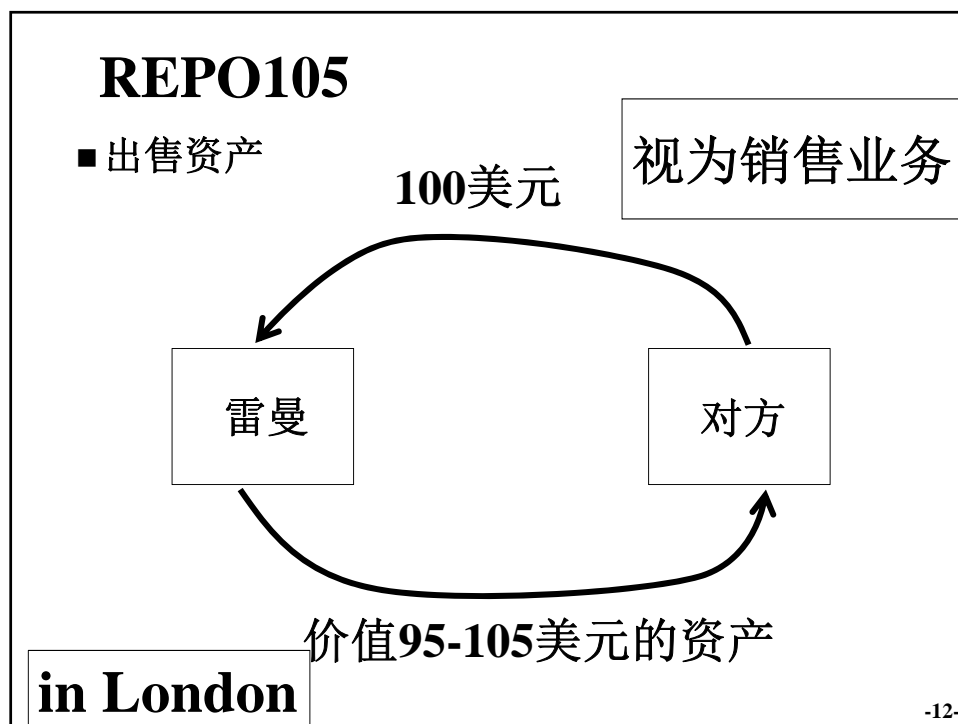 REPO105
■ 出售资产
视为销售业务
100美元
雷曼
对方
价值95-105美元的资产
in London
-12-